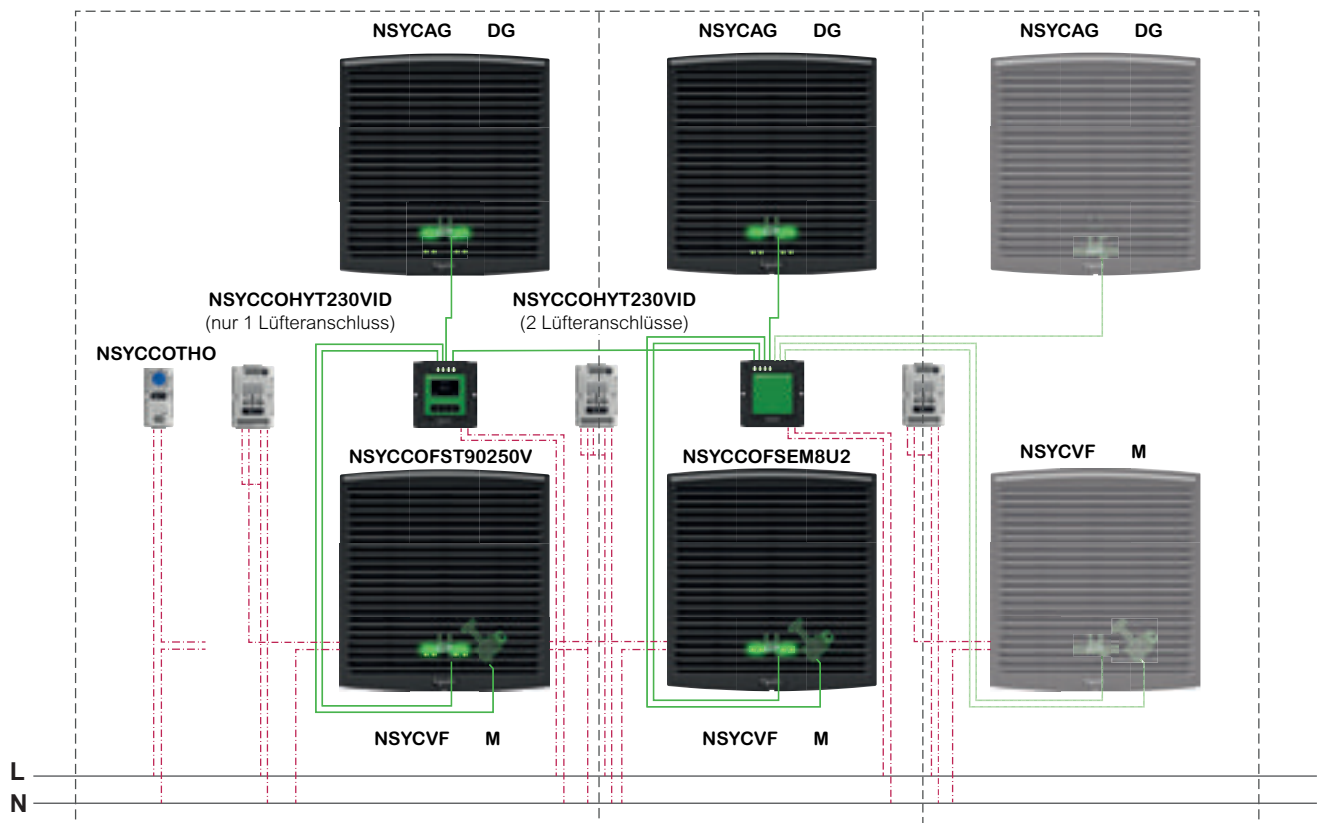 NSYCAG DG
NSYCAG DG
NSYCAG DG
NSYCCOHYT230VID
(nur 1 Lüfteranschluss)
NSYCCOHYT230VID
(2 Lüfteranschlüsse)
NSYCCOTHO
NSYCCOFST90250V
NSYCCOFSEM8U2
NSYCVF M
NSYCVF M
NSYCVF M
L
N